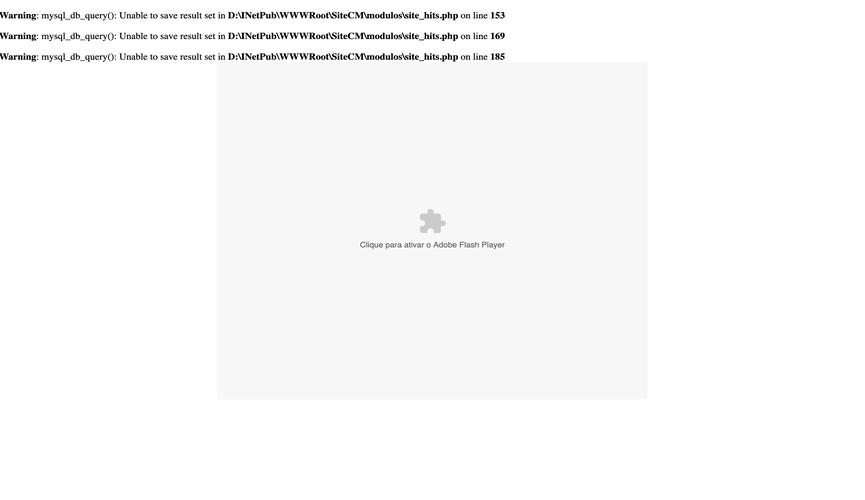 Warning: mysql_db_query(): Unable to save result set in D:\INetPub\WWWRoot\SiteCM\modulos\site_hits.php on line 153
Warning: mysql_db_query(): Unable to save result set in D:\INetPub\WWWRoot\SiteCM\modulos\site_hits.php on line 169
Warning: mysql_db_query(): Unable to save result set in D:\INetPub\WWWRoot\SiteCM\modulos\site_hits.php on line 185
Clique para ativar o Adobe Flash Player